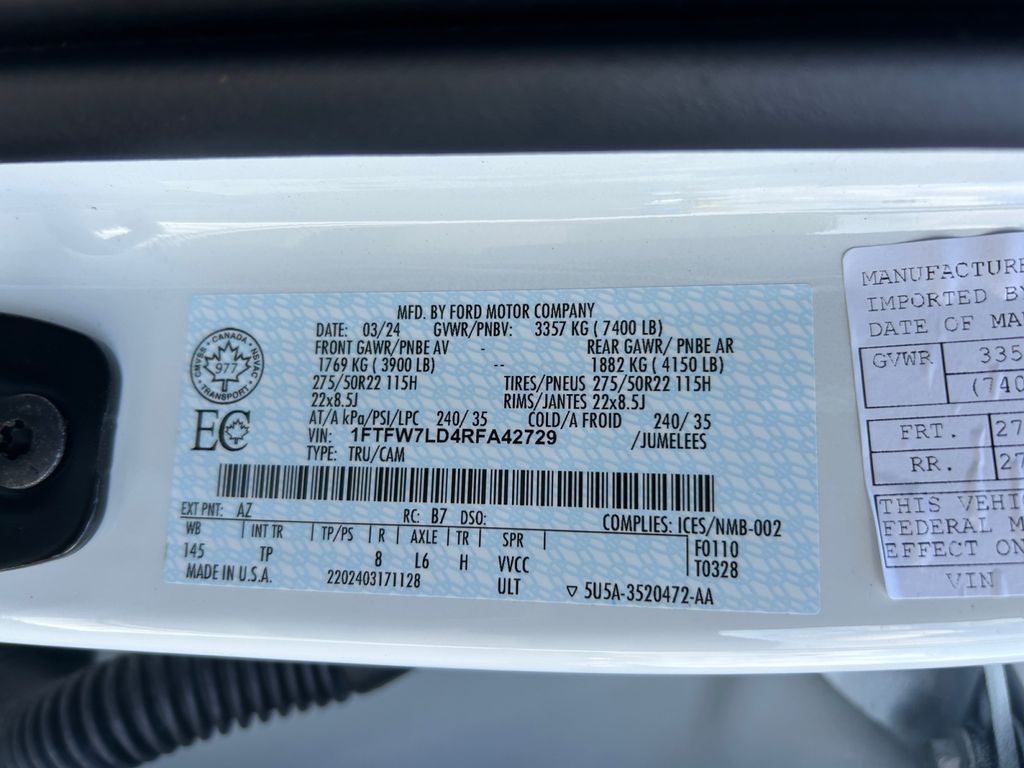 MFD. BY FORD MOTOR COMPANY
DATE: 03/24 GVWR/PNBV: 3357 KG ( 7400 LB)
FRONT GAWR/PNBE AV - REAR GAWR/ PNBE AR
1769 KG ( 3900 LB) -- 1882 KG ( 4150 LB)
275/50R22 115H TIRES/PNEUS 275/50R22 115H
22x8.5J RIMS/JANTES 22x8.5J
AT/A kPa/PSI/LPC 240/ 35 COLD/A FROID 240/ 35
VIN: 1FTFW7LD4RFA42729 /JUMELEES
TYPE: TRU/CAM
CANADA
977
TRANSPORT
EC
EXT PNT: AZ RC: B7 DSO: COMPLIES: ICES/NMB-002
WB INT TR TP/PS R AXLE TR SPR F0110
145 TP 8 L6 H VVCC T0328
MADE IN U.S.A. 2202403171128 ULT ▽ 5U5A-3520472-AA
MANUFACTURE
IMPORTED B
DATE OF MA
GVWR 335
(740
FRT. 27
RR. 27
THIS VEHI
FEDERAL M
EFFECT ON
VIN